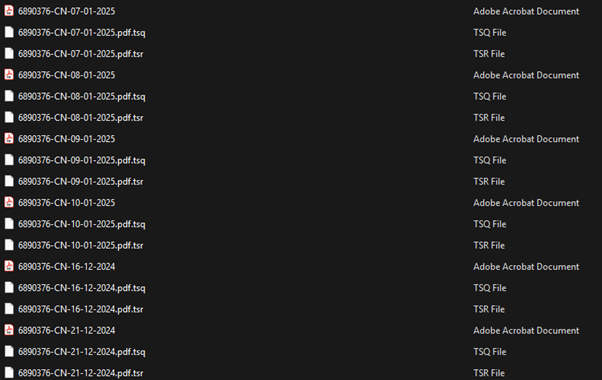 6890376-CN-07-01-2025 Adobe Acrobat Document
6890376-CN-07-01-2025.pdf.tsq TSQ File
6890376-CN-07-01-2025.pdf.tsr TSR File
6890376-CN-08-01-2025 Adobe Acrobat Document
6890376-CN-08-01-2025.pdf.tsq TSQ File
6890376-CN-08-01-2025.pdf.tsr TSR File
6890376-CN-09-01-2025 Adobe Acrobat Document
6890376-CN-09-01-2025.pdf.tsq TSQ File
6890376-CN-09-01-2025.pdf.tsr TSR File
6890376-CN-10-01-2025 Adobe Acrobat Document
6890376-CN-10-01-2025.pdf.tsq TSQ File
6890376-CN-10-01-2025.pdf.tsr TSR File
6890376-CN-16-12-2024 Adobe Acrobat Document
6890376-CN-16-12-2024.pdf.tsq TSQ File
6890376-CN-16-12-2024.pdf.tsr TSR File
6890376-CN-21-12-2024 Adobe Acrobat Document
6890376-CN-21-12-2024.pdf.tsq TSQ File
6890376-CN-21-12-2024.pdf.tsr TSR File